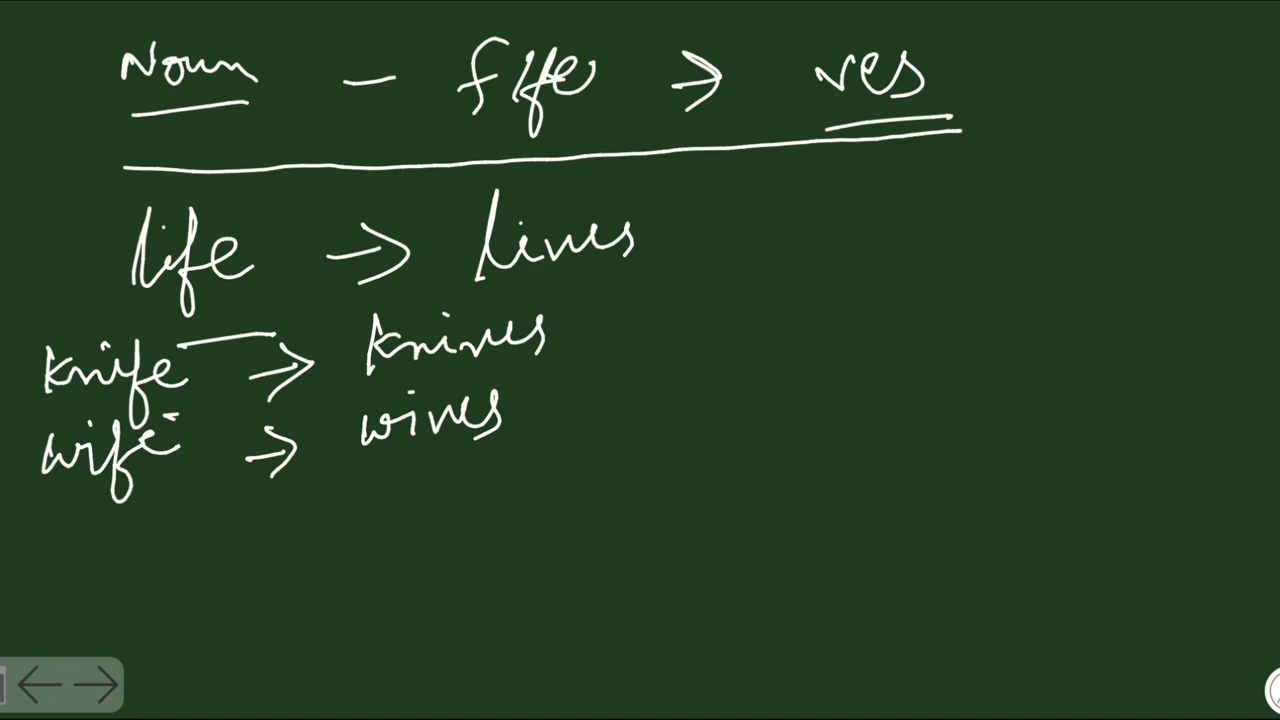 Noun – f/fe → ves
life → lives
knife → knives
wife → wives